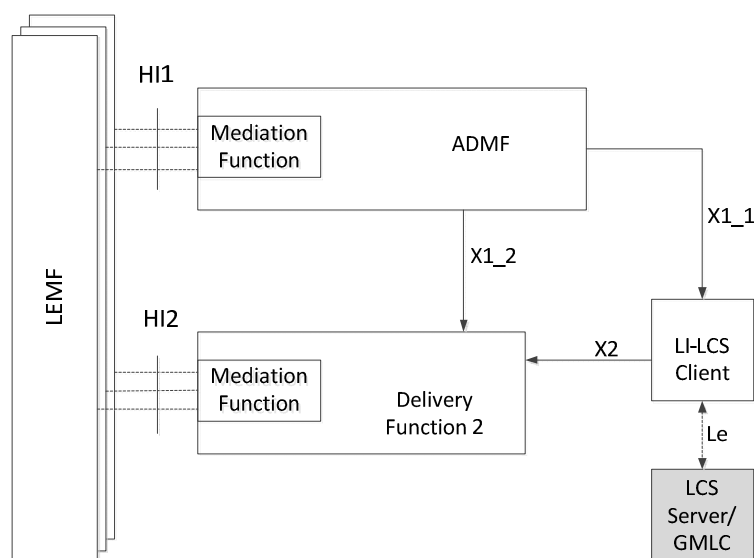 HI1
Mediation
Function
ADMF
X1_1
X1_2
LEMF
HI2
Mediation
Function
Delivery
Function 2
X2
LI-LCS
Client
Le
LCS
Server/
GMLC